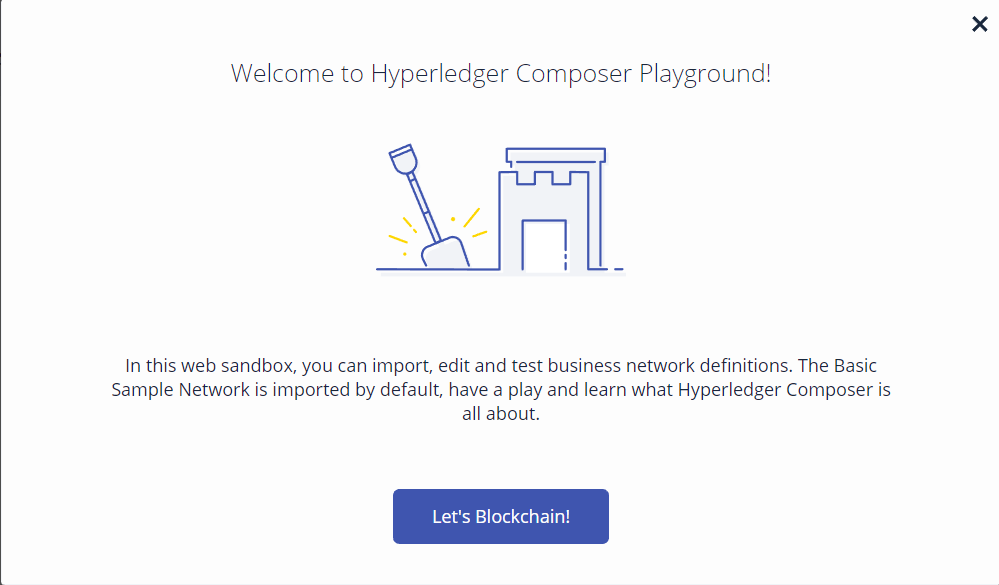 Welcome to Hyperledger Composer Playground!
In this web sandbox, you can import, edit and test business network definitions. The Basic
Sample Network is imported by default, have a play and learn what Hyperledger Composer is
all about.
Let's Blockchain!